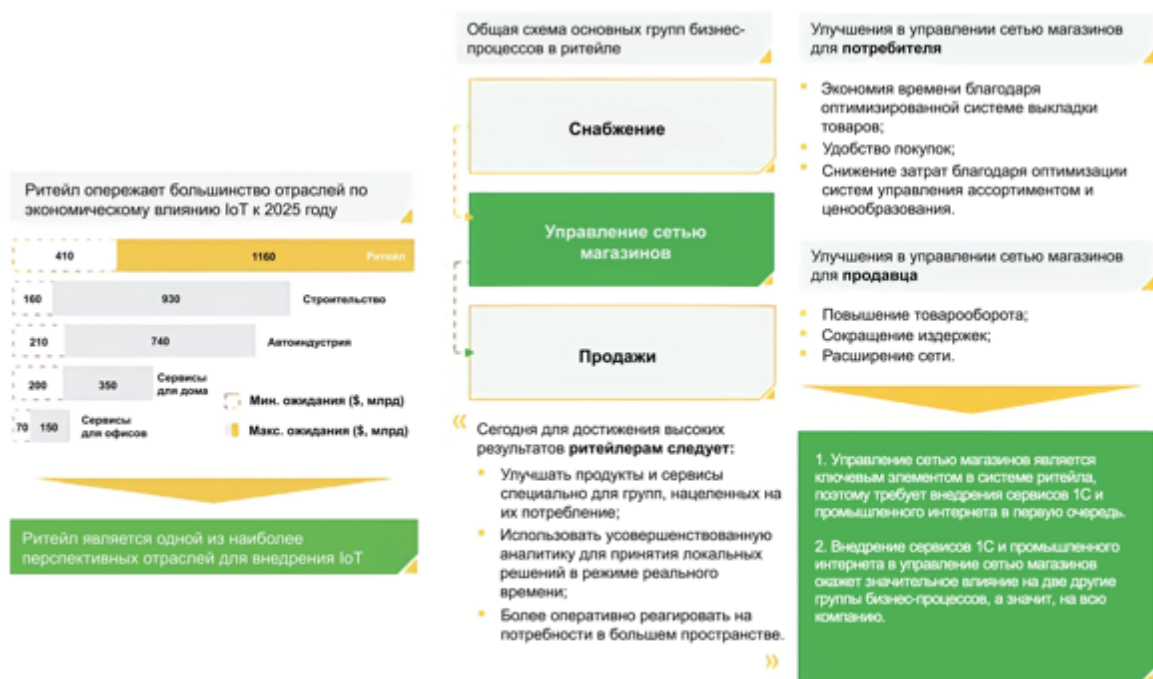 Ритейл опережает большинство отраслей по
экономическому влиянию IoT к 2025 году
410 1160 Ритейл
160 930 Строительство
210 740 Автоиндустрия
200 350 Сервисы
для дома
70 150 Сервисы
для офисов
Мин. ожидания ($, млрд)
Макс. ожидания ($, млрд)
Ритейл является одной из наиболее
перспективных отраслей для внедрения IoT
Общая схема основных групп бизнес-
процессов в ритейле
Снабжение
Управление сетью
магазинов
Продажи
« Сегодня для достижения высоких
результатов ритейлерам следует:
Улучшать продукты и сервисы
специально для групп, нацеленных на
их потребление;
Использовать усовершенствованную
аналитику для принятия локальных
решений в режиме реального
времени;
Более оперативно реагировать на
потребности в большем пространстве.
»
Улучшения в управлении сетью магазинов
для потребителя
Экономия времени благодаря
оптимизированной системе выкладки
товаров;
Удобство покупок;
Снижение затрат благодаря оптимизации
систем управления ассортиментом и
ценообразования.
Улучшения в управлении сетью магазинов
для продавца
Повышение товарооборота;
Сокращение издержек;
Расширение сети.
1. Управление сетью магазинов является
ключевым элементом в системе ритейла,
поэтому требует внедрения сервисов 1С и
промышленного интернета в первую очередь.
2. Внедрение сервисов 1С и промышленного
интернета в управление сетью магазинов
окажет значительное влияние на две другие
группы бизнес-процессов, а значит, на всю
компанию.